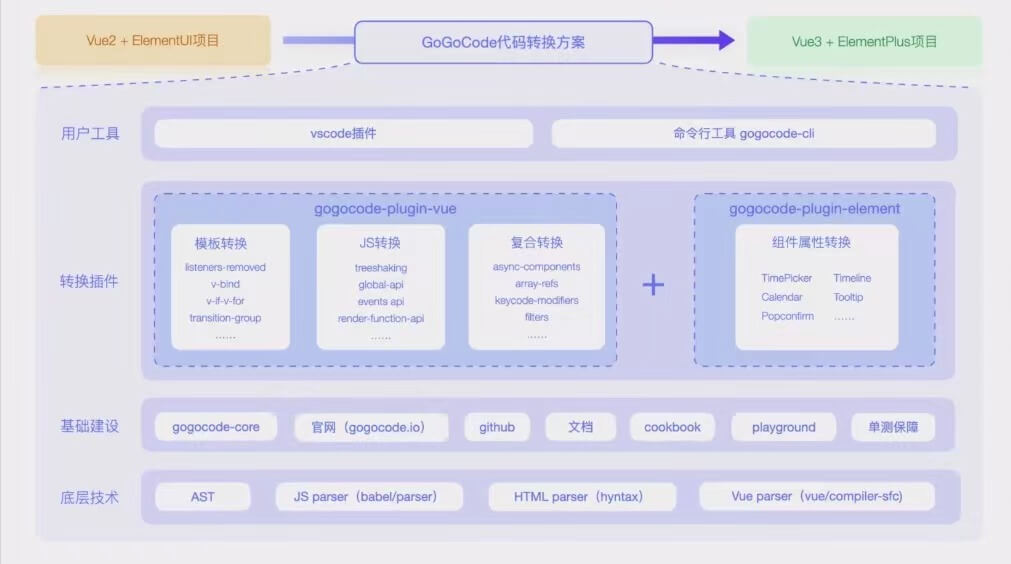 Vue2 + ElementUI项目
GoGoCode代码转换方案
Vue3 + ElementPlus项目
用户工具
vscode插件
命令行工具 gogocode-cli
转换插件
gogocode-plugin-vue
模板转换
listeners-removed
v-bind
v-if-v-for
transition-group
......
JS转换
treeshaking
global-api
events api
render-function-api
......
复合转换
async-components
array-refs
keycode-modifiers
filters
......
+
gogocode-plugin-element
组件属性转换
TimePicker Timeline
Calendar Tooltip
Popconfirm ......
基础建设
gogocode-core
官网（gogocode.io）
github
文档
cookbook
playground
单测保障
底层技术
AST
JS parser（babel/parser）
HTML parser（hyntax）
Vue parser（vue/compiler-sfc)